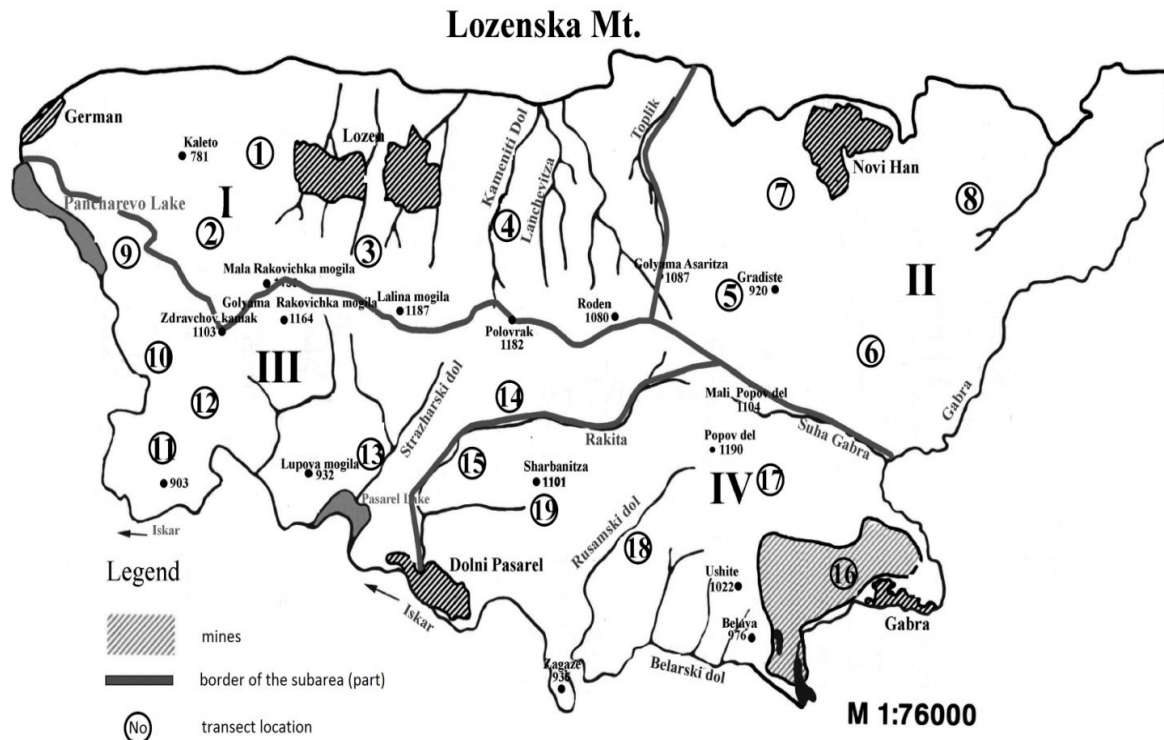 Lozenska Mt.
German
Kaleto
781
1
Lozen
Kameniti Dol
Lanchevitza
Toplik
Novi Han
7
8
I
Pancharevo Lake
2
9
3
4
Mala Rakovichka mogila
Golyama Rakovichka mogila
1164
Zdravchov kamak
1103
Lalina mogila
1187
Polovrak
1182
Roden
1080
Golyama Asaritza
1087
5
Gradiste
920
II
6
10
III
12
11
903
14
Strazharski dol
13
Lupova mogila
932
15
Rakita
Mali Popov del
1104
Suha Gabra
Gabra
Popov del
1190
Sharbanitza
1101
IV
17
Pasarel Lake
19
Rusamski dol
18
Iskar
Dolni Pasarel
Iskar
Ushite
1022
16
Gabra
Belaya
976
Belarski dol
Zagaze
Legend
mines
border of the subarea (part)
No
transect location
M 1:76000